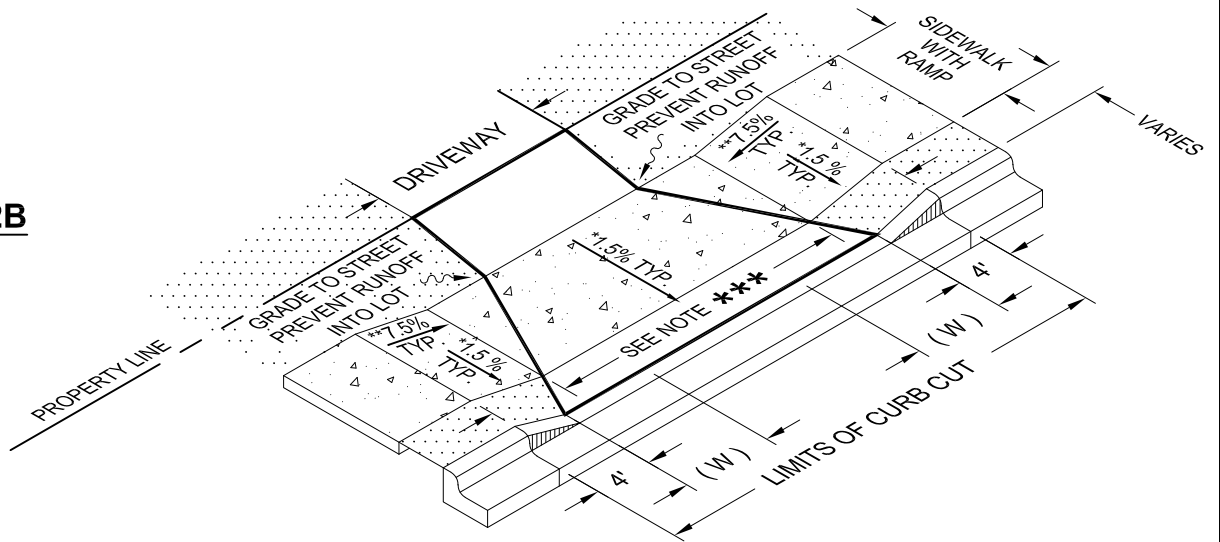 2B
DRIVEWAY
GRADE TO STREET
PREVENT RUNOFF
INTO LOT
SIDEWALK
WITH
RAMP
VARIES
**7.5%
TYP
*1.5 %
TYP.
*1.5% TYP.
SEE NOTE ***
GRADE TO STREET
PREVENT RUNOFF
INTO LOT
**7.5%
TYP
*1.5 %
TYP.
PROPERTY LINE
4'
( W )
LIMITS OF CURB CUT
( W )
4'